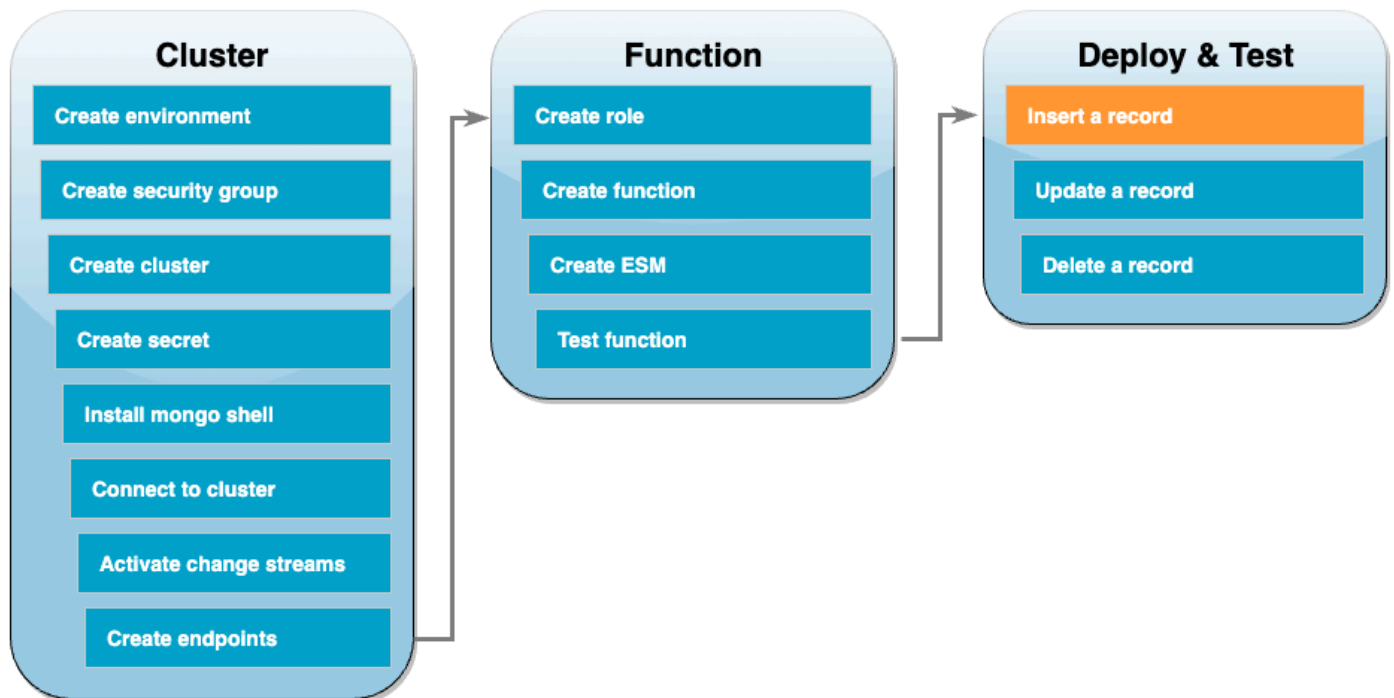 Cluster
Create environment
Create security group
Create cluster
Create secret
Install mongo shell
Connect to cluster
Activate change streams
Create endpoints
Function
Create role
Create function
Create ESM
Test function
Deploy & Test
Insert a record
Update a record
Delete a record